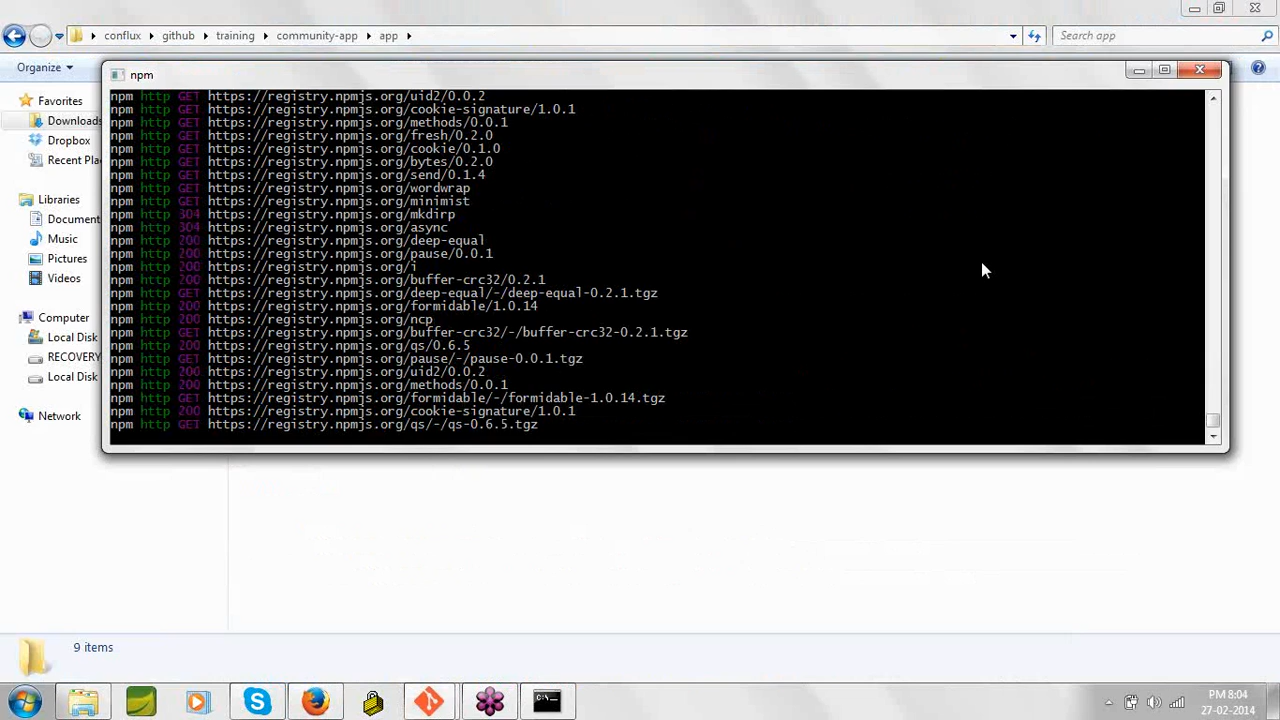 conflux ▸ github ▸ training ▸ community-app ▸ app ▸
Search app
Organize
npm
Favorites
Downloads
Dropbox
Recent Pla
Libraries
Document
Music
Pictures
Videos
Computer
Local Disk
RECOVERY
Local Disk
Network
npm http GET https://registry.npmjs.org/uid2/0.0.2
npm http GET https://registry.npmjs.org/cookie-signature/1.0.1
npm http GET https://registry.npmjs.org/methods/0.0.1
npm http GET https://registry.npmjs.org/fresh/0.2.0
npm http GET https://registry.npmjs.org/cookie/0.1.0
npm http GET https://registry.npmjs.org/bytes/0.2.0
npm http GET https://registry.npmjs.org/send/0.1.4
npm http GET https://registry.npmjs.org/wordwrap
npm http GET https://registry.npmjs.org/minimist
npm http 304 https://registry.npmjs.org/mkdirp
npm http 304 https://registry.npmjs.org/async
npm http 200 https://registry.npmjs.org/deep-equal
npm http 200 https://registry.npmjs.org/pause/0.0.1
npm http 200 https://registry.npmjs.org/i
npm http 200 https://registry.npmjs.org/buffer-crc32/0.2.1
npm http GET https://registry.npmjs.org/deep-equal/-/deep-equal-0.2.1.tgz
npm http 200 https://registry.npmjs.org/formidable/1.0.14
npm http 200 https://registry.npmjs.org/ncp
npm http GET https://registry.npmjs.org/buffer-crc32/-/buffer-crc32-0.2.1.tgz
npm http 200 https://registry.npmjs.org/qs/0.6.5
npm http GET https://registry.npmjs.org/pause/-/pause-0.0.1.tgz
npm http 200 https://registry.npmjs.org/uid2/0.0.2
npm http 200 https://registry.npmjs.org/methods/0.0.1
npm http GET https://registry.npmjs.org/formidable/-/formidable-1.0.14.tgz
npm http 200 https://registry.npmjs.org/cookie-signature/1.0.1
npm http GET https://registry.npmjs.org/qs/-/qs-0.6.5.tgz
9 items
PM 8:04
27-02-2014